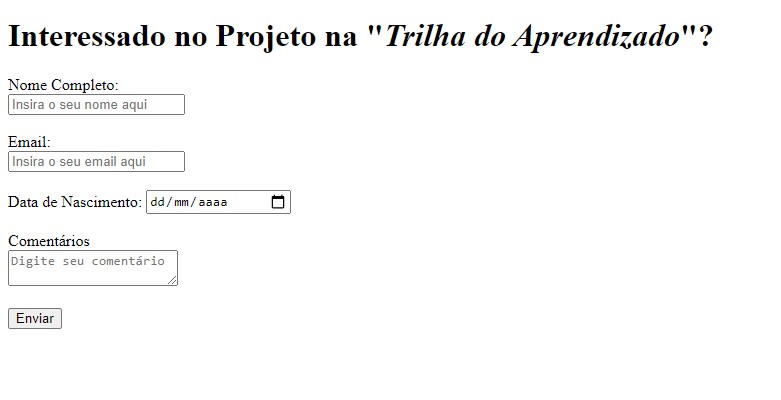 Interessado no Projeto na "Trilha do Aprendizado"?
Nome Completo:
Insira o seu nome aqui
Email:
Insira o seu email aqui
Data de Nascimento: dd/mm/aaaa
Comentários
Digite seu comentário
Enviar